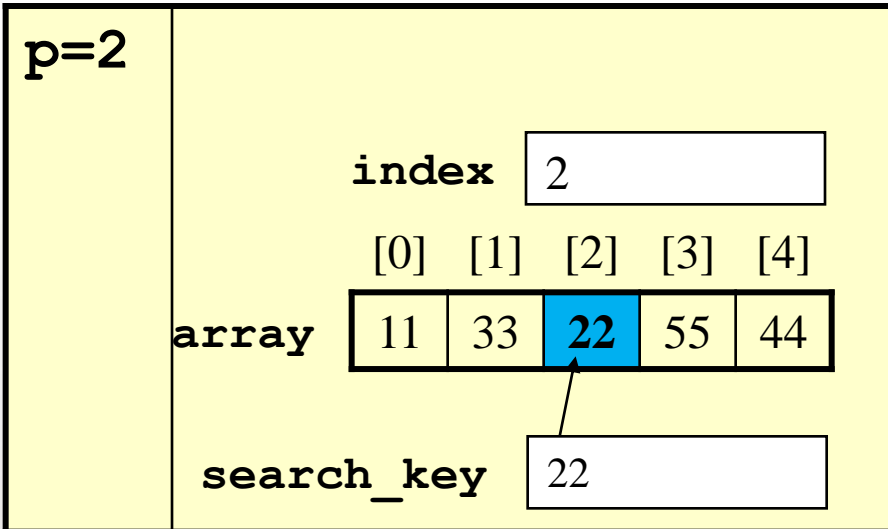 p=2
index 2
[0] [1] [2] [3] [4]
array 11 33 22 55 44
search_key 22